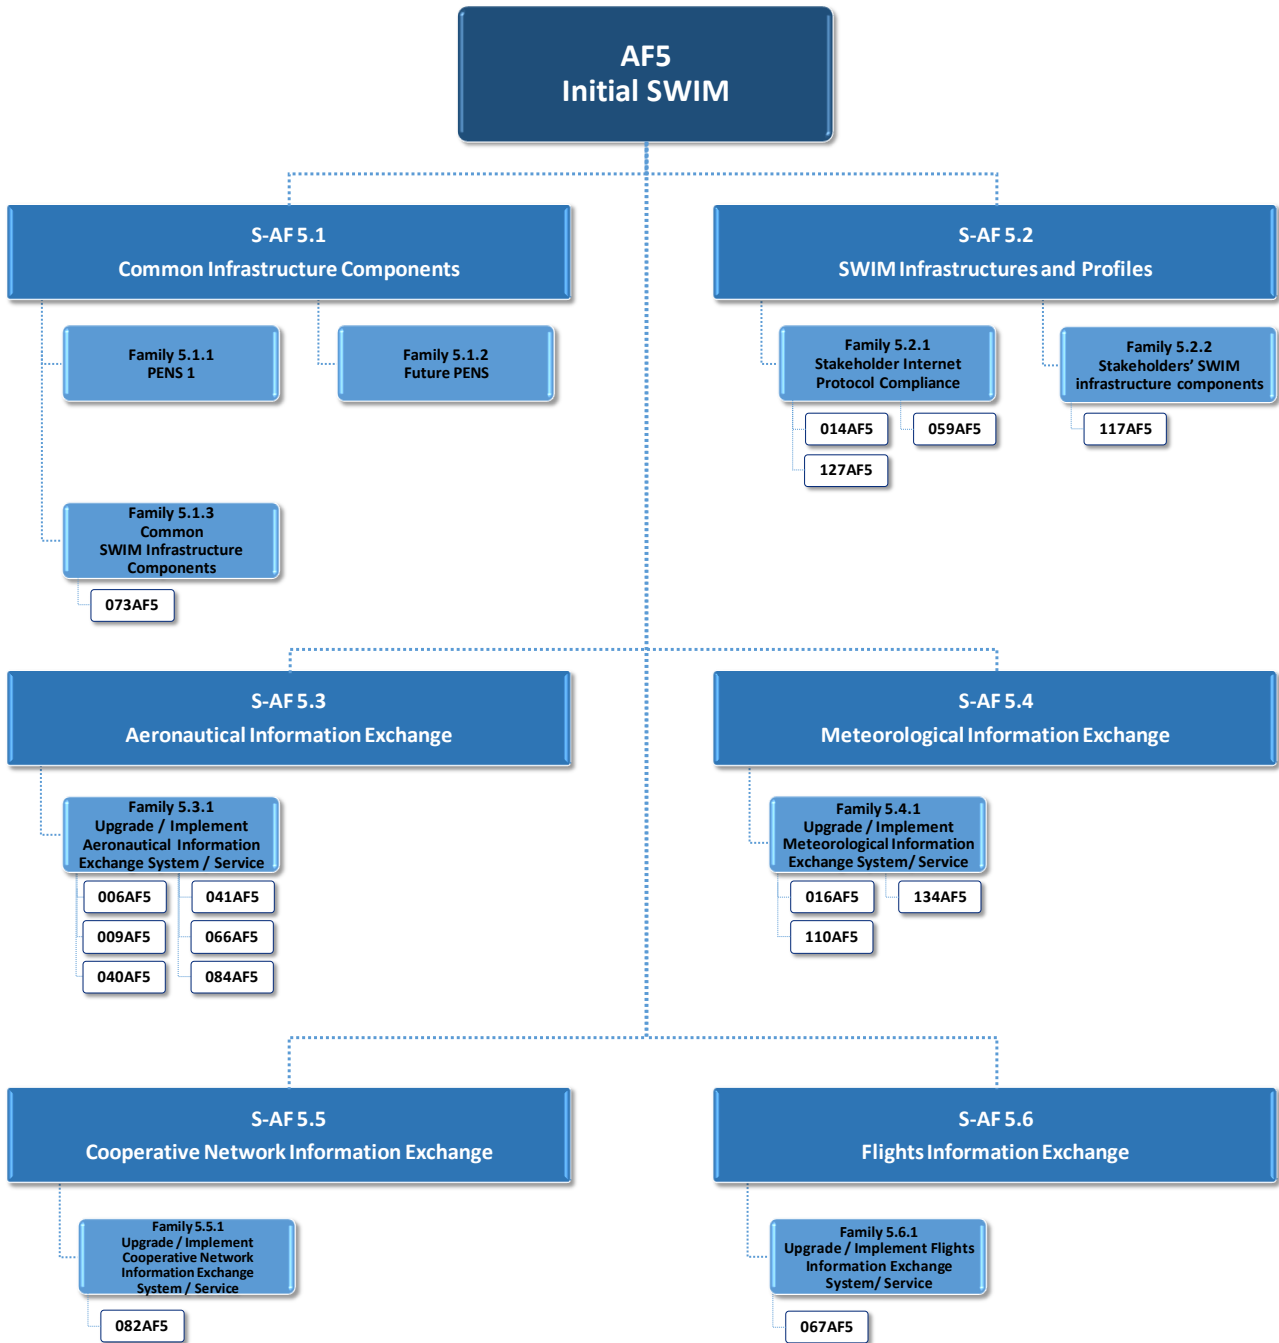 AF5
Initial SWIM
S-AF 5.1
Common Infrastructure Components
S-AF 5.2
SWIM Infrastructures and Profiles
Family 5.1.1
PENS 1
Family 5.1.2
Future PENS
Family 5.2.1
Stakeholder Internet
Protocol Compliance
Family 5.2.2
Stakeholders’ SWIM
infrastructure components
014AF5
059AF5
117AF5
127AF5
Family 5.1.3
Common
SWIM Infrastructure
Components
073AF5
S-AF 5.3
Aeronautical Information Exchange
S-AF 5.4
Meteorological Information Exchange
Family 5.3.1
Upgrade / Implement
Aeronautical Information
Exchange System / Service
Family 5.4.1
Upgrade / Implement
Meteorological Information
Exchange System/ Service
006AF5
041AF5
016AF5
134AF5
009AF5
066AF5
110AF5
040AF5
084AF5
S-AF 5.5
Cooperative Network Information Exchange
S-AF 5.6
Flights Information Exchange
Family 5.5.1
Upgrade / Implement
Cooperative Network
Information Exchange
System / Service
Family 5.6.1
Upgrade / Implement Flights
Information Exchange
System/ Service
082AF5
067AF5